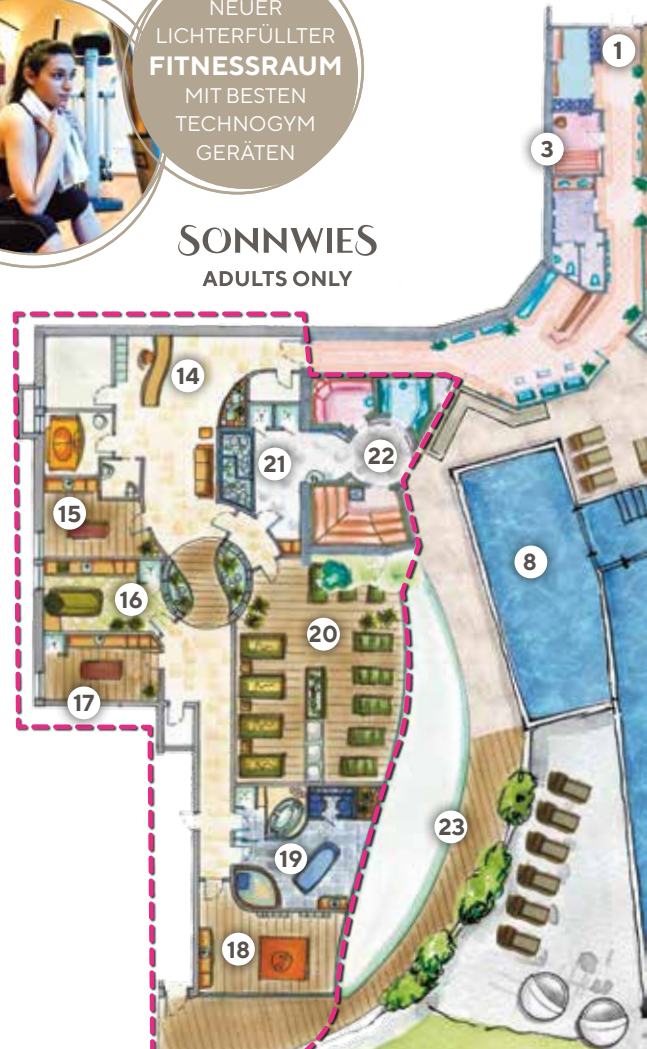 NEUER
LICHTERFÜLLTER
FITNESSRAUM
MIT BESTEN
TECHNOGYM
GERÄTEN
SONNWIES
ADULTS ONLY
1
3
14
21
22
15
8
16
20
17
23
19
18